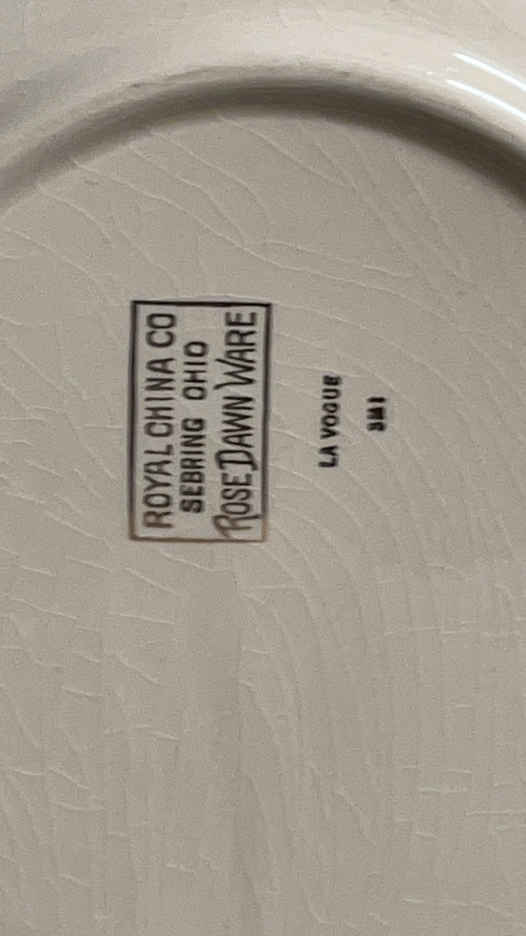 ROYAL CHINA CO
SEBRING OHIO
ROSE DAWN WARE
LA VOGUE